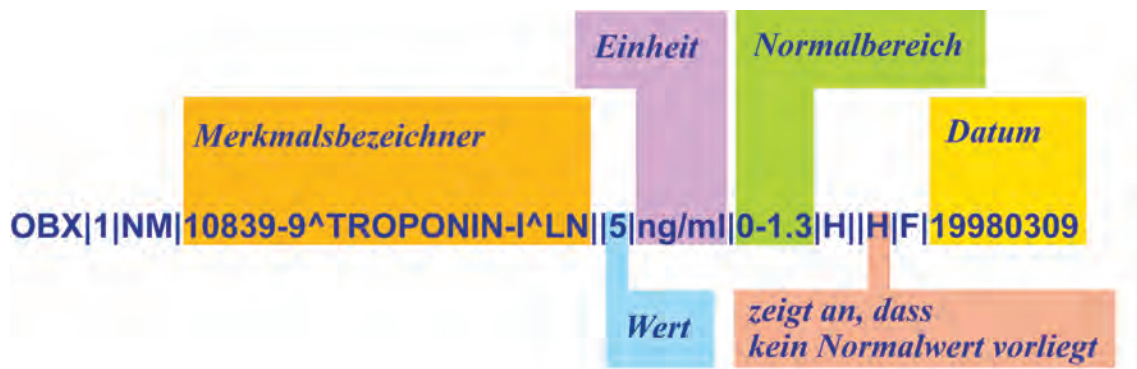 Einheit
Normalbereich
Merkmalsbezeichner
Datum
OBX|1|NM|10839-9^TROPONIN-I^LN||5|ng/ml|0-1.3|H||H|F|19980309
Wert
zeigt an, dass
kein Normalwert vorliegt